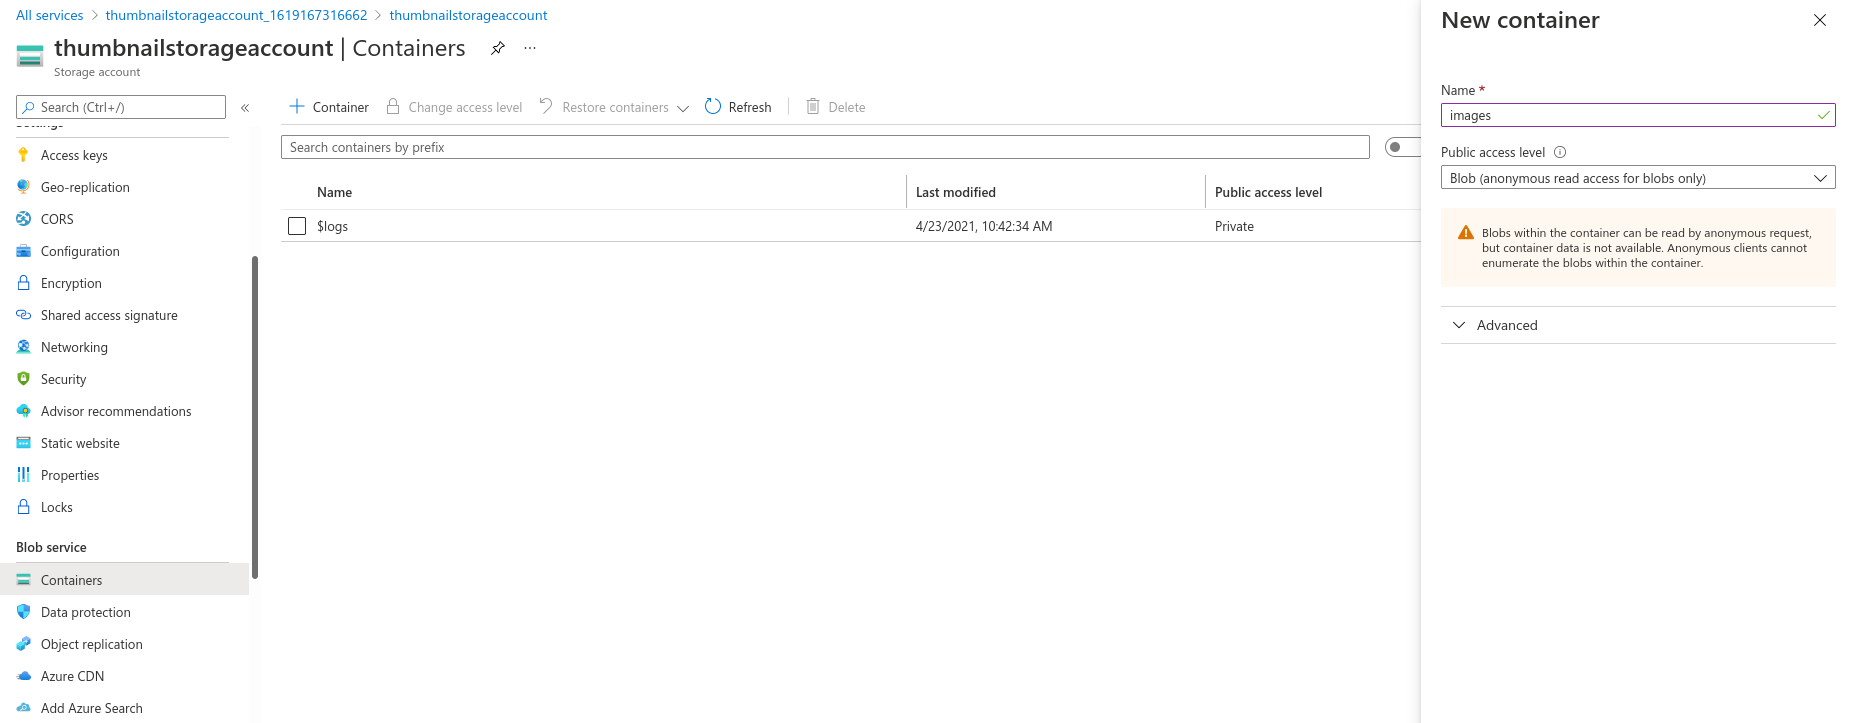 All services > thumbnailstorageaccount_1619167316662 > thumbnailstorageaccount
thumbnailstorageaccount | Containers
Storage account
Search (Ctrl+/)
«
Settings
Access keys
Geo-replication
CORS
Configuration
Encryption
Shared access signature
Networking
Security
Advisor recommendations
Static website
Properties
Locks
Blob service
Containers
Data protection
Object replication
Azure CDN
Add Azure Search
Container Change access level Restore containers Refresh Delete
Search containers by prefix
Name Last modified Public access level
$logs 4/23/2021, 10:42:34 AM Private
New container
Name *
images
Public access level
Blob (anonymous read access for blobs only)
Blobs within the container can be read by anonymous request,
but container data is not available. Anonymous clients cannot
enumerate the blobs within the container.
Advanced